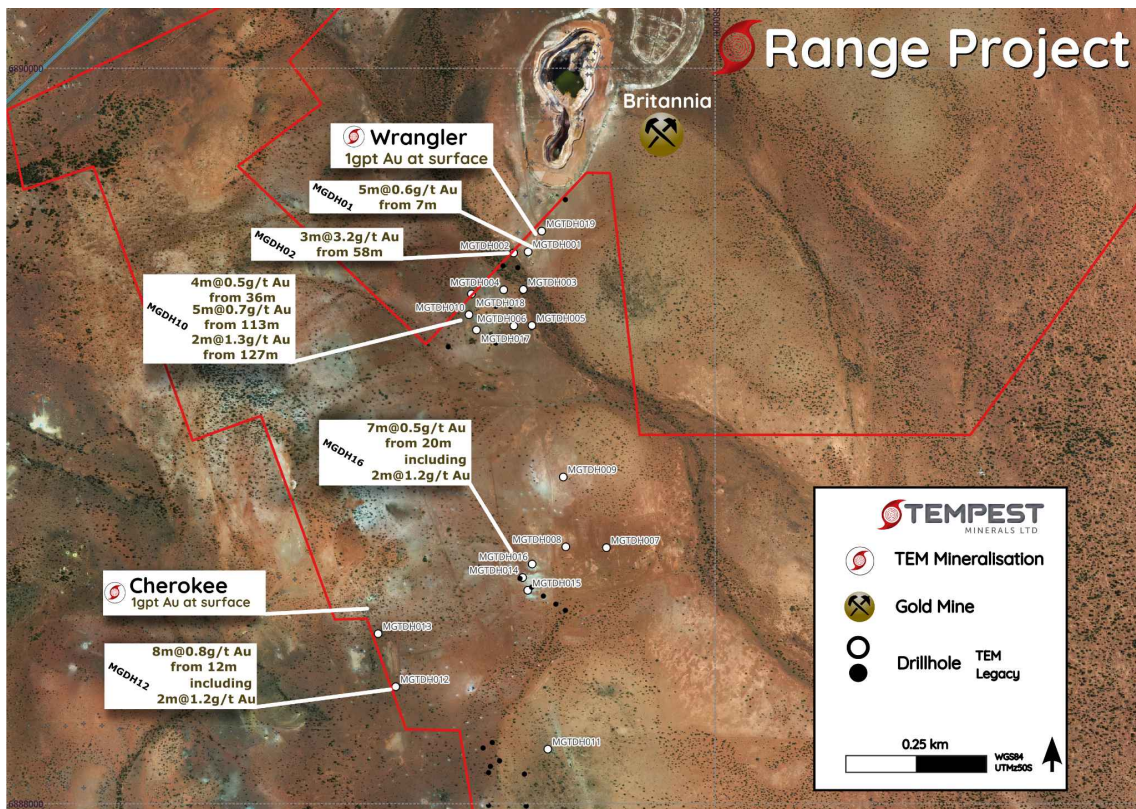 Range Project
6890000
580000
Britannia
Wrangler
1gpt Au at surface
MGDH01
5m@0.6g/t Au
from 7m
MGTDH019
MGDH02
3m@3.2g/t Au
from 58m
MGTDH002
MGTDH001
MGDH10
4m@0.5g/t Au
from 36m
5m@0.7g/t Au
from 113m
2m@1.3g/t Au
from 127m
MGTDH004
MGTDH003
MGTDH018
MGTDH010
MGTDH006
MGTDH005
MGTDH017
MGDH16
7m@0.5g/t Au
from 20m
including
2m@1.2g/t Au
MGTDH009
MGTDH008
MGTDH007
MGTDH016
MGTDH014
MGTDH015
Cherokee
1gpt Au at surface
MGTDH013
MGDH12
8m@0.8g/t Au
from 12m
including
2m@1.2g/t Au
MGTDH012
MGTDH011
6888000
TEMPEST
MINERALS LTD
TEM Mineralisation
Gold Mine
Drillhole
TEM
Legacy
0.25 km
WGS84
UTMz50S